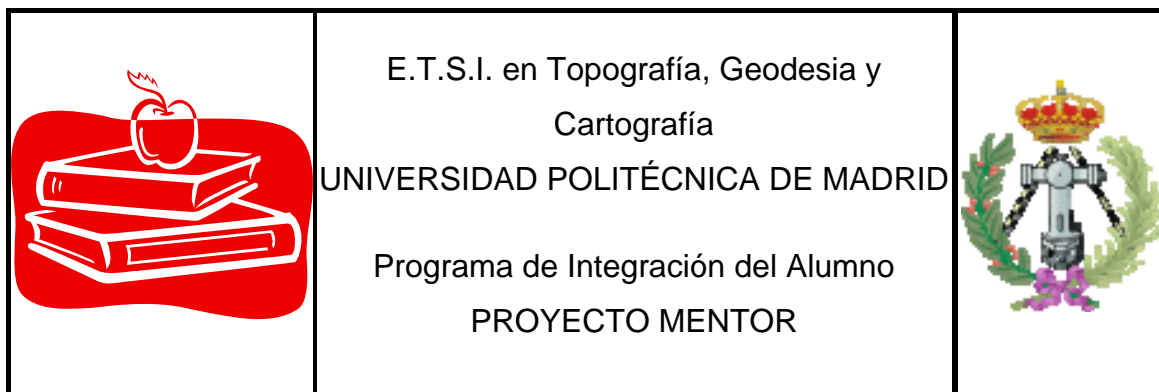 E.T.S.I. en Topografía, Geodesia y
Cartografía
UNIVERSIDAD POLITÉCNICA DE MADRID
Programa de Integración del Alumno
PROYECTO MENTOR